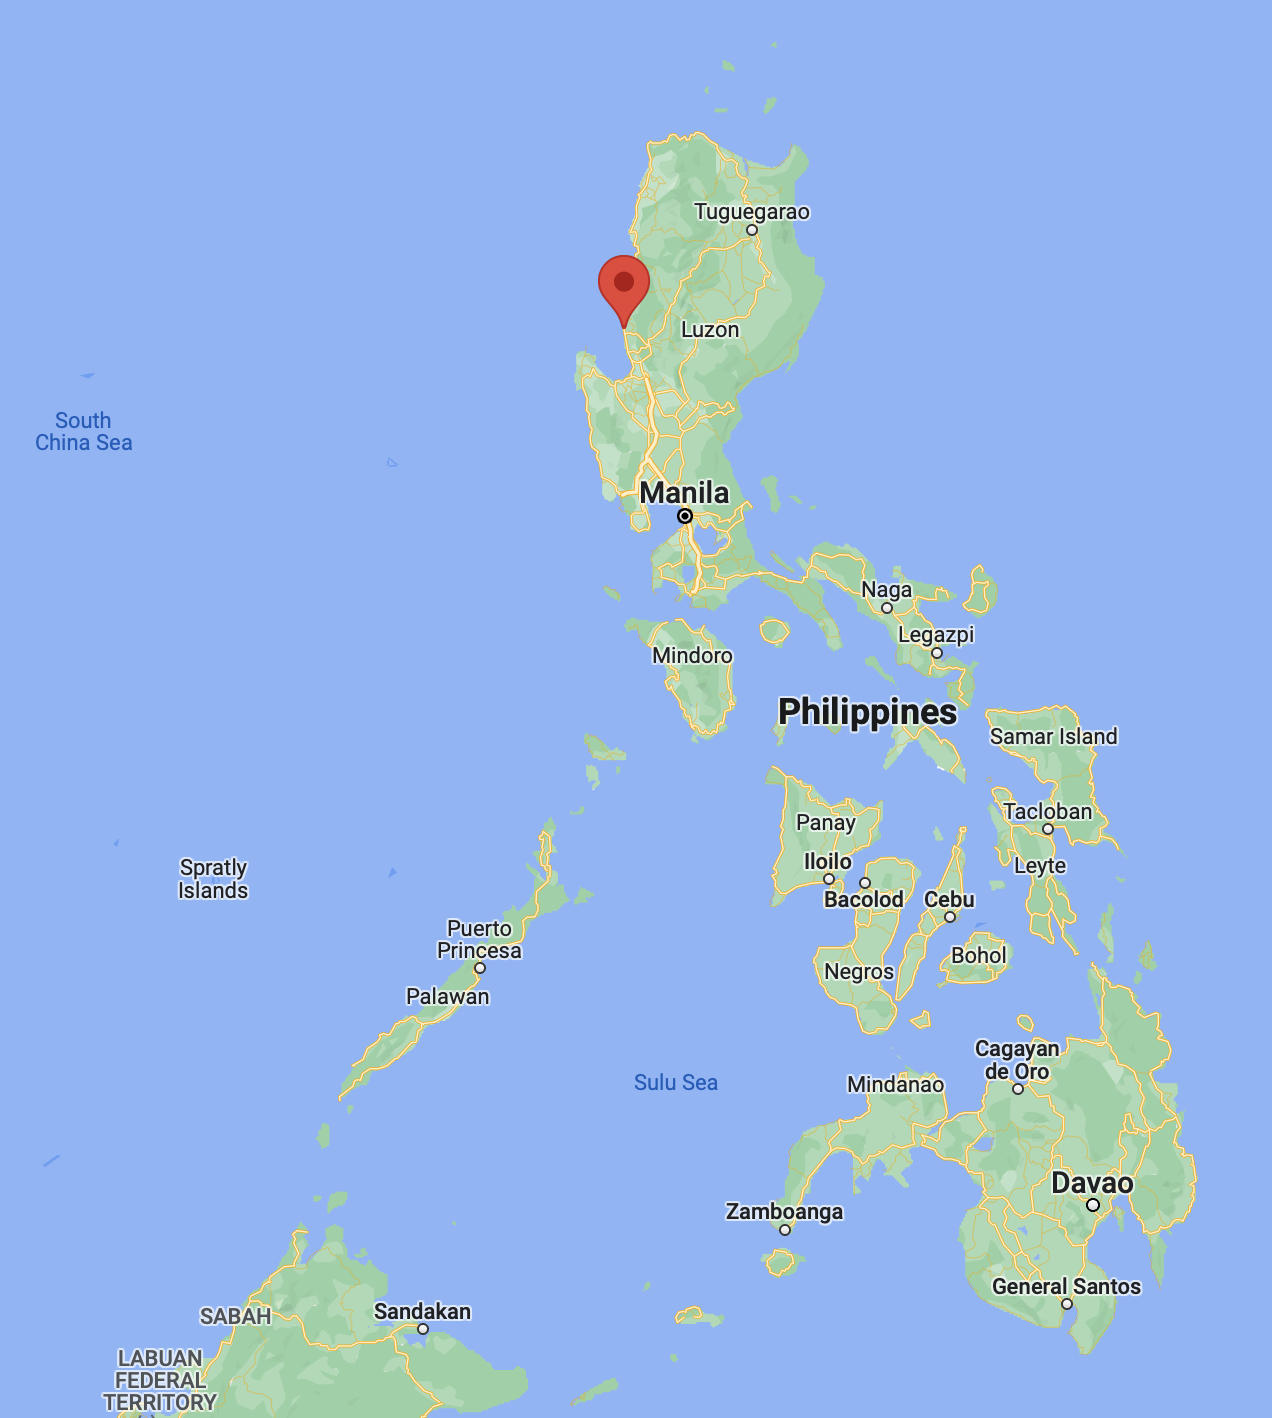 Tuguegarao
Luzon
South
China Sea
Manila
Naga
Legazpi
Mindoro
Philippines
Samar Island
Tacloban
Panay
Iloilo
Leyte
Spratly
Islands
Bacolod
Cebu
Puerto
Princesa
Bohol
Negros
Palawan
Cagayan
de Oro
Sulu Sea
Mindanao
Davao
Zamboanga
General Santos
SABAH
Sandakan
LABUAN
FEDERAL
TERRITORY